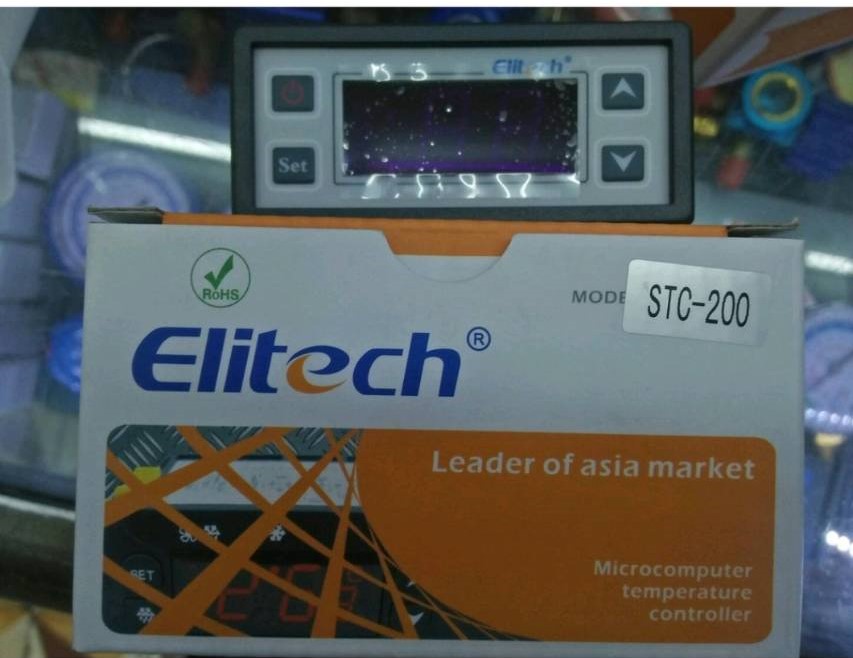 Elitech®
Set
RoHS
MODE
STC-200
Elitech®
Leader of asia market
SET
Microcomputer
temperature
controller